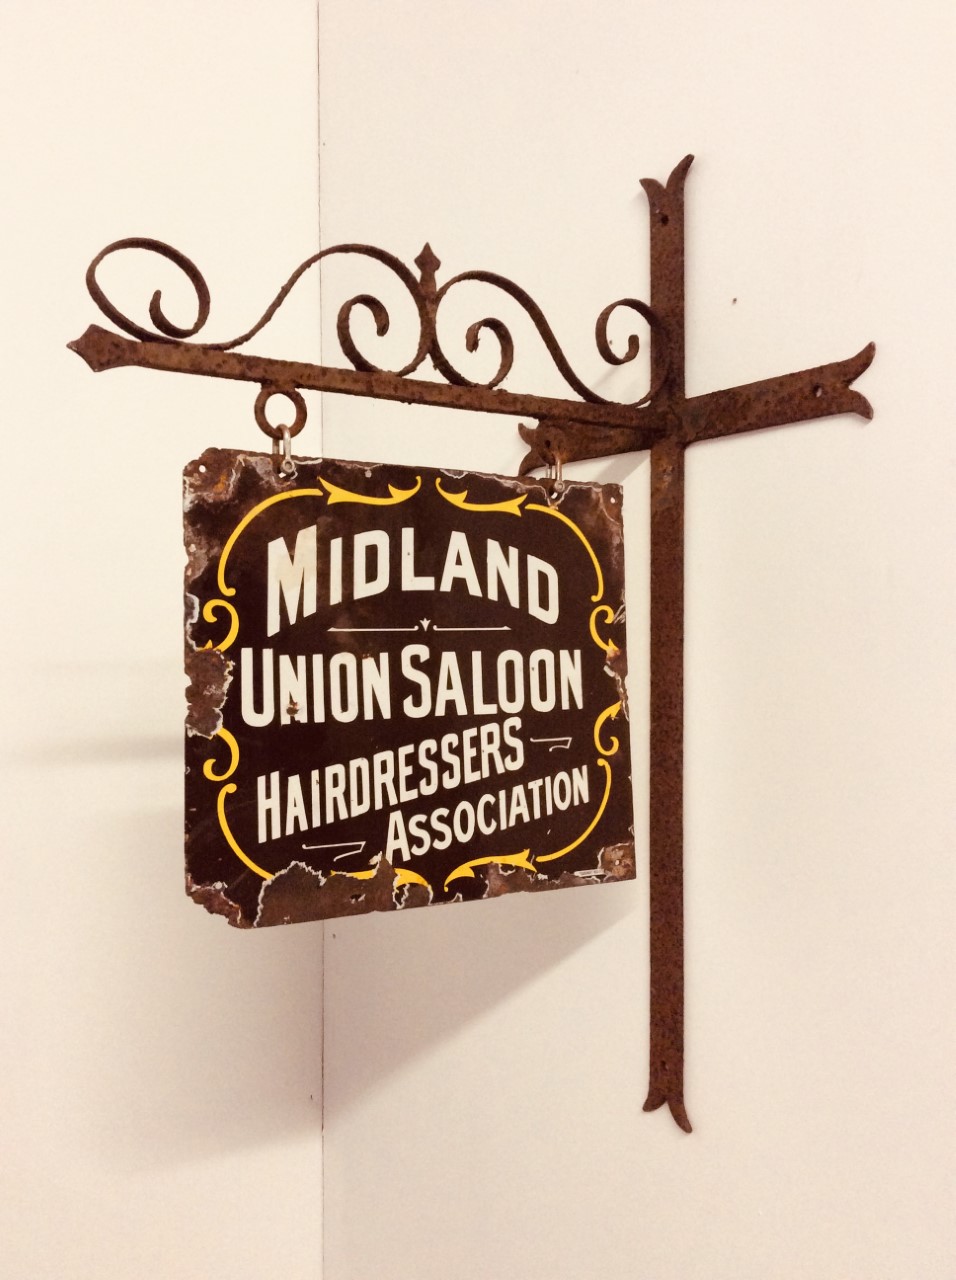 MIDLAND
UNION SALOON
HAIRDRESSERS
ASSOCIATION